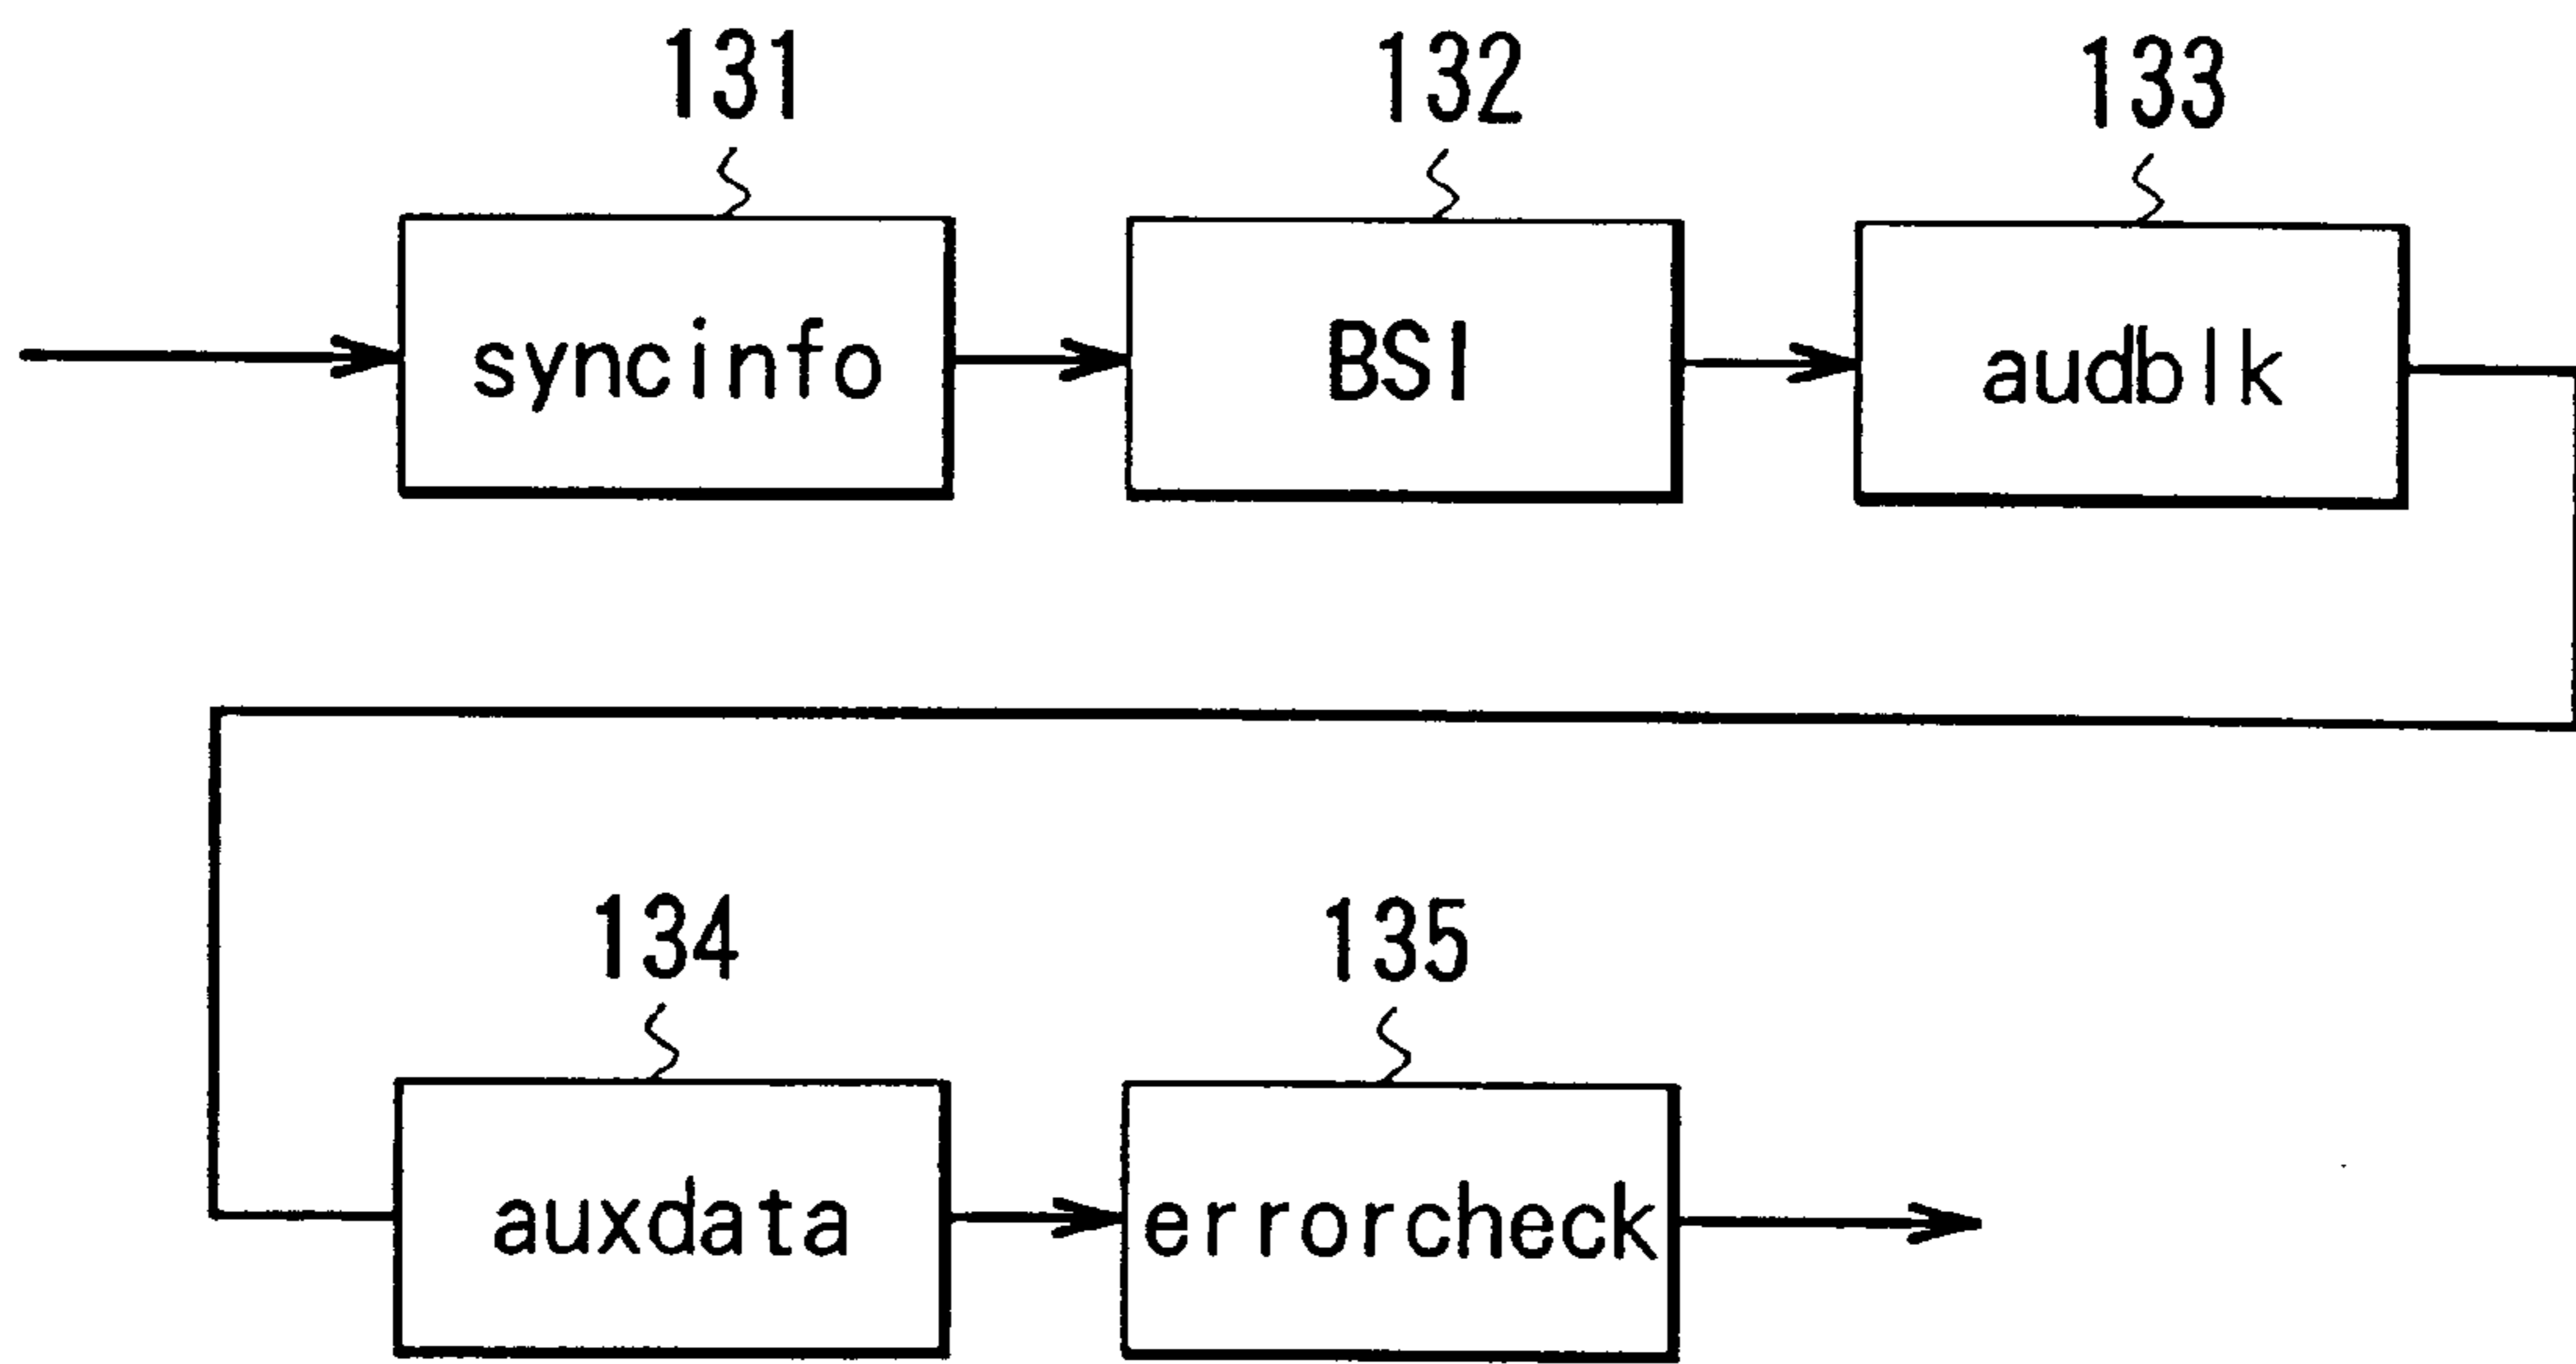 131 132 133
syncinfo BSI audblk
134 135
auxdata errorcheck